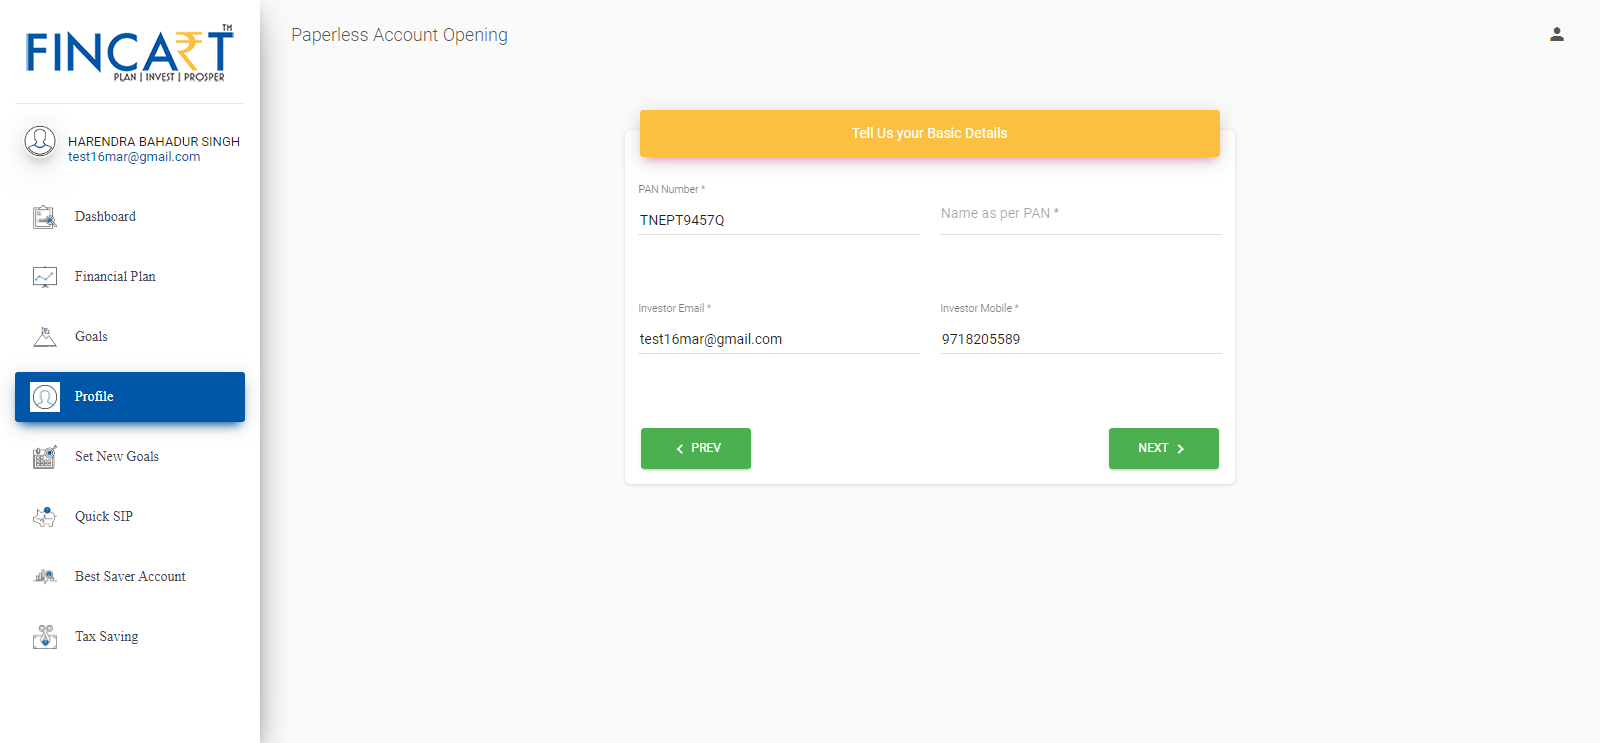 FINCART™
PLAN | INVEST | PROSPER
HARENDRA BAHADUR SINGH
test16mar@gmail.com
Dashboard
Financial Plan
Goals
Profile
Set New Goals
Quick SIP
Best Saver Account
Tax Saving
Paperless Account Opening
Tell Us your Basic Details
PAN Number *
TNEPT9457Q
Name as per PAN *
Investor Email *
test16mar@gmail.com
Investor Mobile *
9718205589
PREV
NEXT